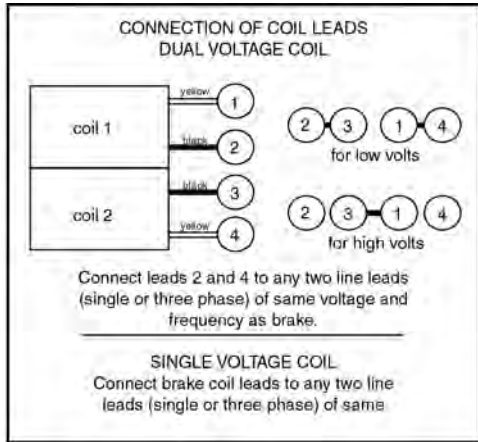 CONNECTION OF COIL LEADS
DUAL VOLTAGE COIL
yellow 1
coil 1
black 2
2 3 1 4
for low volts
black 3
coil 2
yellow 4
2 3 1 4
for high volts
Connect leads 2 and 4 to any two line leads
(single or three phase) of same voltage and
frequency as brake.
SINGLE VOLTAGE COIL
Connect brake coil leads to any two line
leads (single or three phase) of same